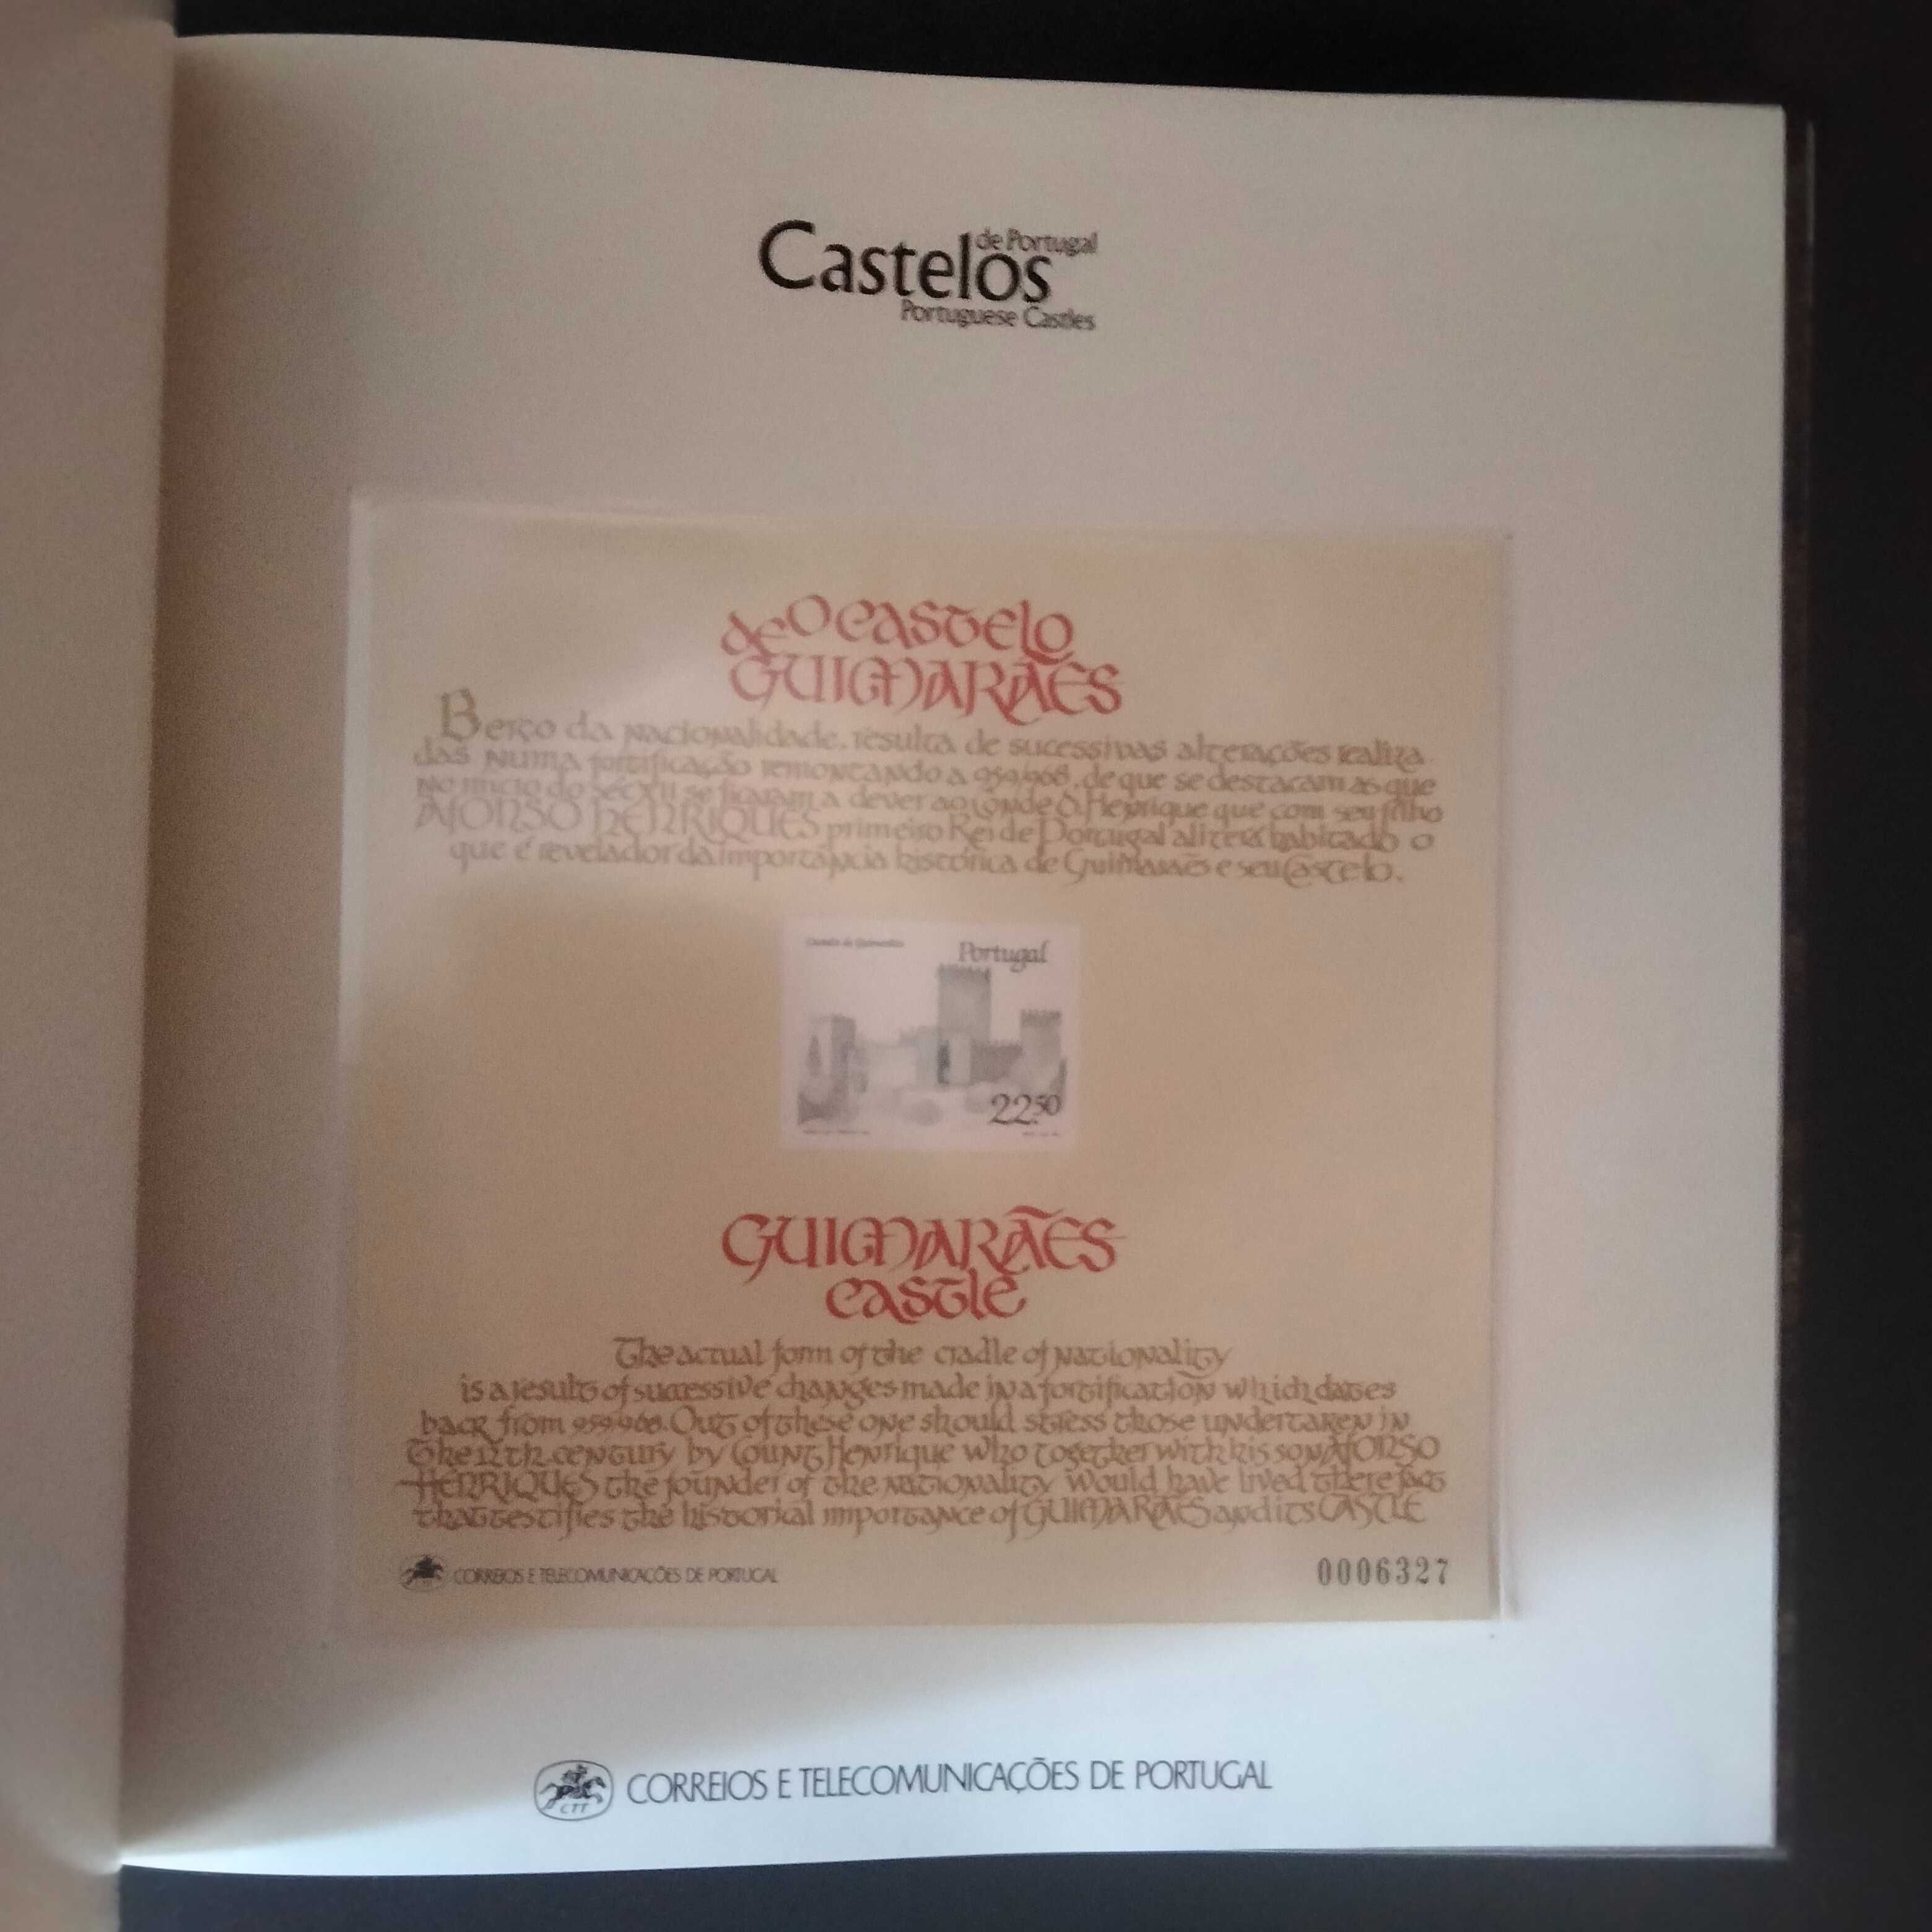 Castelos
de Portugal
Portuguese Castles
O CASTELO
de GUIMARÃES
Berço da nacionalidade, resulta de sucessivas alterações realiza
das numa fortificação remontando a 959/968, de que se destacam as que
no início do Séc XII se ficaram a dever ao Conde D. Henrique que com seu filho
AFONSO HENRIQUES primeiro Rei de Portugal ali terá habitado o
que é revelador da importância histórica de Guimarães e seu Castelo.
Castelo de Guimarães
Portugal
22.50
GUIMARÃES
CASTLE
The actual form of the cradle of nationality
is a result of successive changes made in a fortification which dates
back from 959/968. Out of these one should stress those undertaken in
the 12th. century by Count Henrique who together with his son AFONSO
HENRIQUES the founder of the nationality would have lived there fact
that testifies the historical importance of GUIMARÃES and its CASTLE
CORREIOS E TELECOMUNICAÇÕES DE PORTUGAL
0006327
CTT
CORREIOS E TELECOMUNICAÇÕES DE PORTUGAL